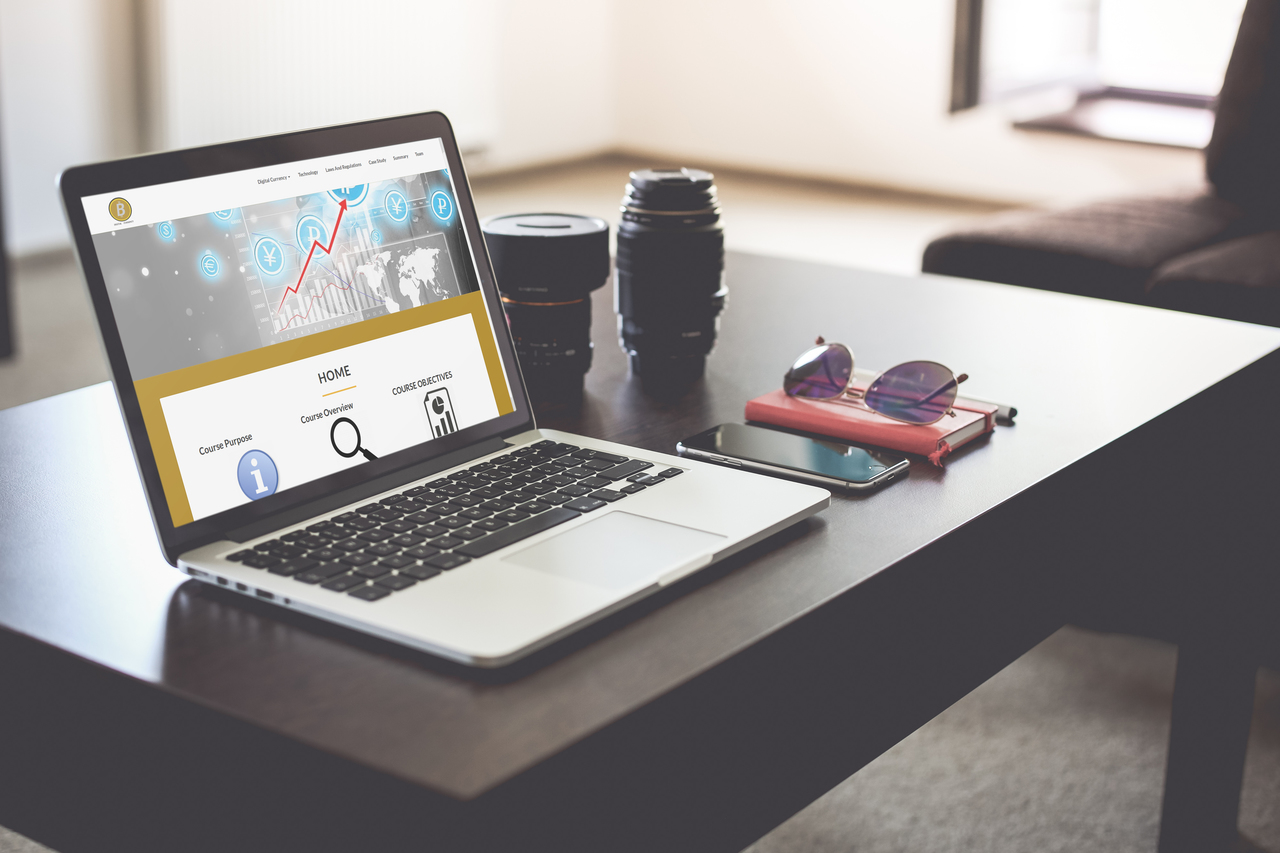 Digital Currency Technology Laws And Regulations Case Study Summary Team
HOME
Course Purpose
Course Overview
COURSE OBJECTIVES